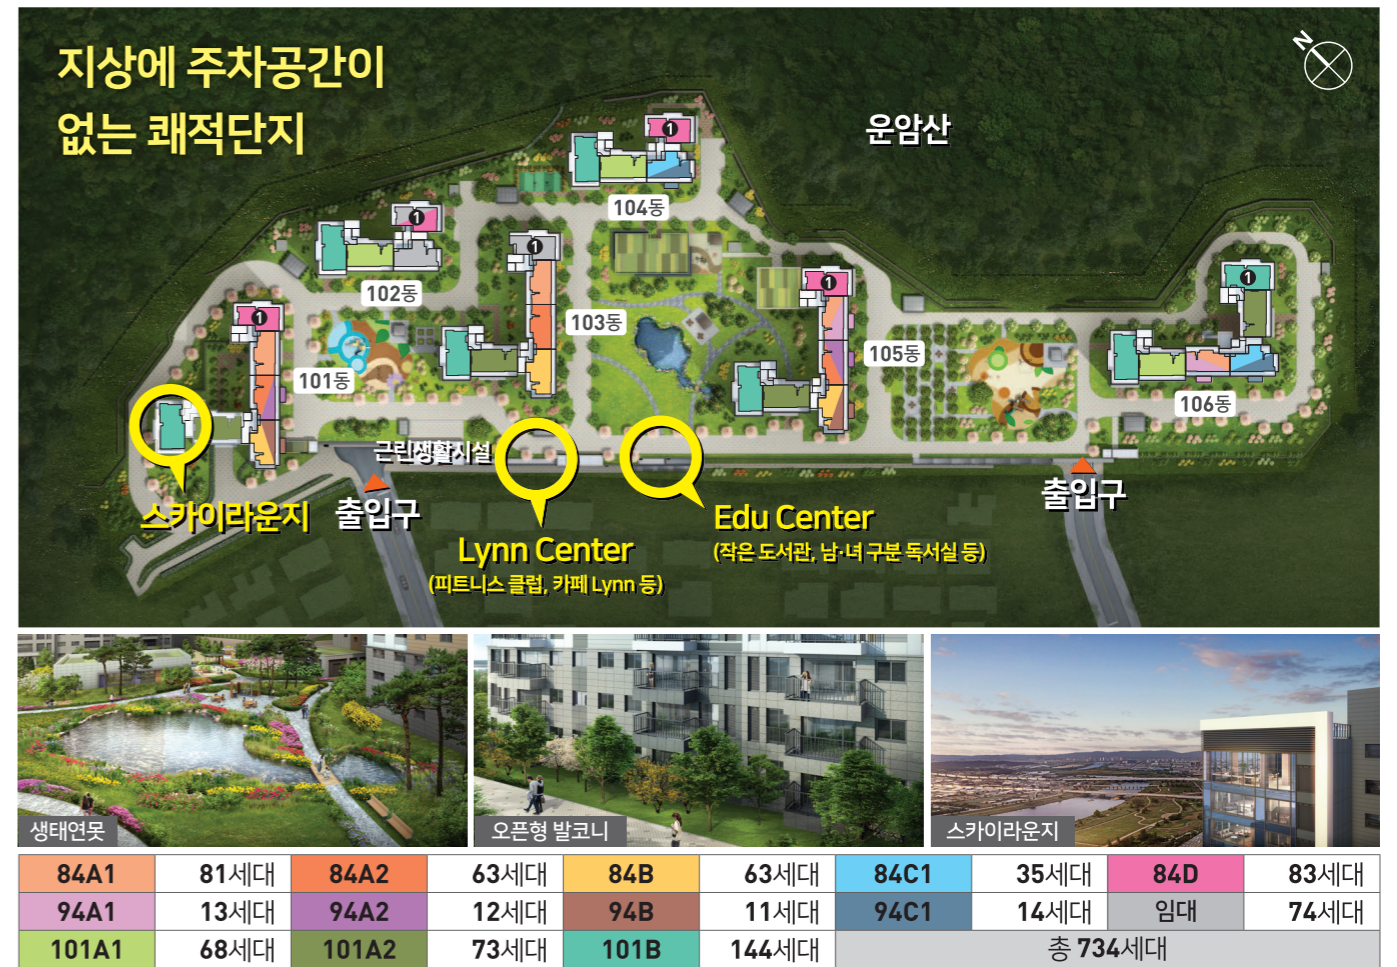 지상에 주차공간이
없는 쾌적단지
N
운암산
1
104동
1
102동
1
103동
1
105동
1
106동
1
101동
근린생활시설
스카이라운지
출입구
Lynn Center
(피트니스 클럽, 카페 Lynn 등)
Edu Center
(작은 도서관, 남·녀 구분 독서실 등)
출입구
생태연못
오픈형 발코니
스카이라운지
84A1 81세대 84A2 63세대 84B 63세대 84C1 35세대 84D 83세대
94A1 13세대 94A2 12세대 94B 11세대 94C1 14세대 임대 74세대
101A1 68세대 101A2 73세대 101B 144세대 총 734세대